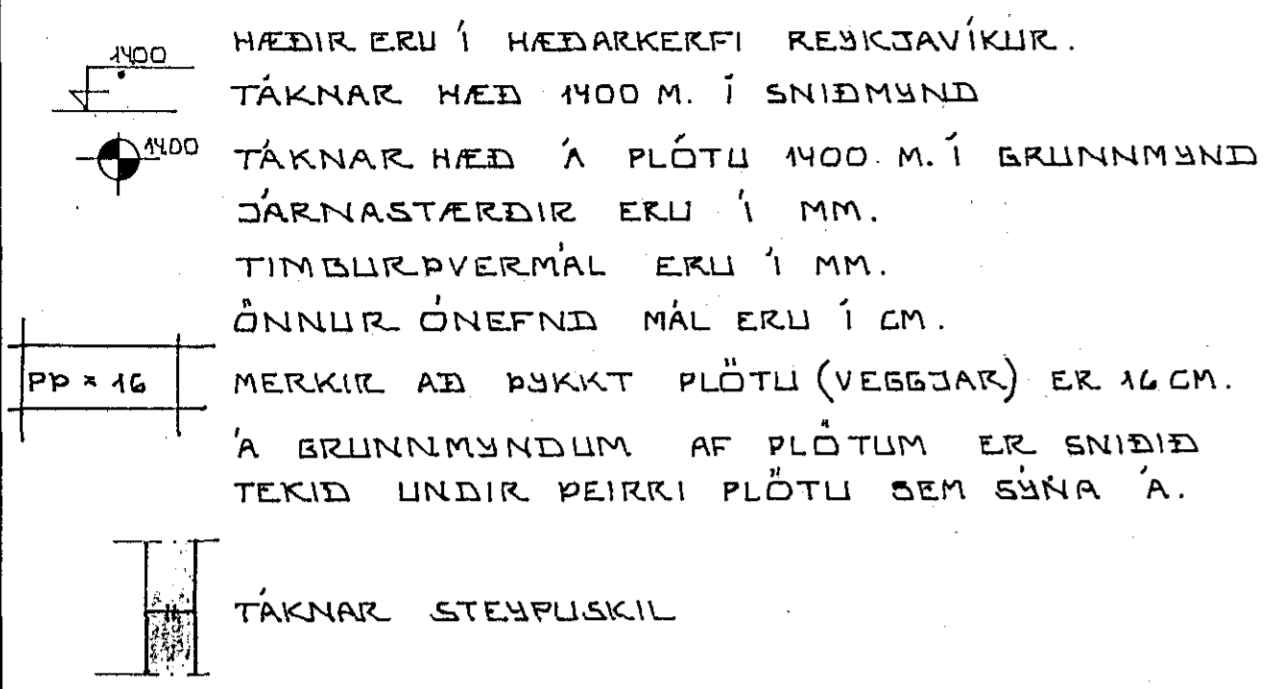 HÆÐIR ERU Í HÆÐARKERFI REYKJAVÍKUR.
1400
TÁKNAR HÆÐ 1400 M. Í SNIÐMYND
1400
TÁKNAR HÆÐ Á PLÖTU 1400 M. Í GRUNNMYND
JÁRNASTÆRÐIR ERU Í MM.
TIMBURÞVERMÁL ERU Í MM.
ÖNNUR ÓNEFND MÁL ERU Í CM.
PÞ = 16
MERKIR AÐ ÞYKKT PLÖTU (VEGGJAR) ER 16 CM.
Á GRUNNMYNDUM AF PLÖTUM ER SNIÐIÐ
TEKIÐ UNDIR ÞEIRRI PLÖTU SEM SÝNA Á.
TÁKNAR STEYPUSKIL